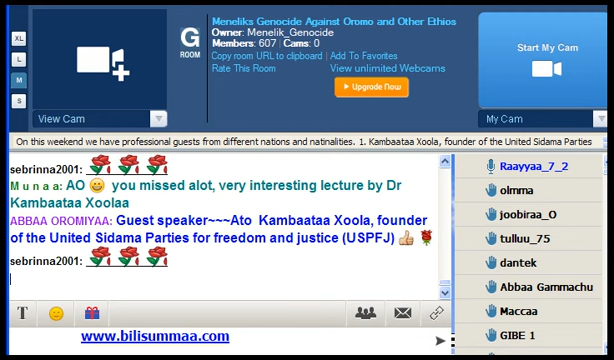 XL
L
M
S
View Cam
G
ROOM
Meneliks Genocide Against Oromo and Other Ethios
Owner: Menelik_Genocide
Members: 607 | Cams: 0
Copy room URL to clipboard | Add To Favorites
Rate This Room View unlimited Webcams
Upgrade Now
Start My Cam
My Cam
On this weekend we have professional guests from different nations and natinalities. 1. Kambaataa Xoola, founder of the United Sidama Parties
sebrinna2001:
Munaa: AO you missed alot, very interesting lecture by Dr
Kambaataa Xoolaa
ABBAA OROMIYAA: Guest speaker~~~Ato Kambaataa Xoola, founder
of the United Sidama Parties for freedom and justice (USPFJ)
sebrinna2001:
T
www.bilisummaa.com
Raayyaa_7_2
olmma
joobiraa_O
tulluu_75
dantek
Abbaa Gammachu
Maccaa
GIBE 1